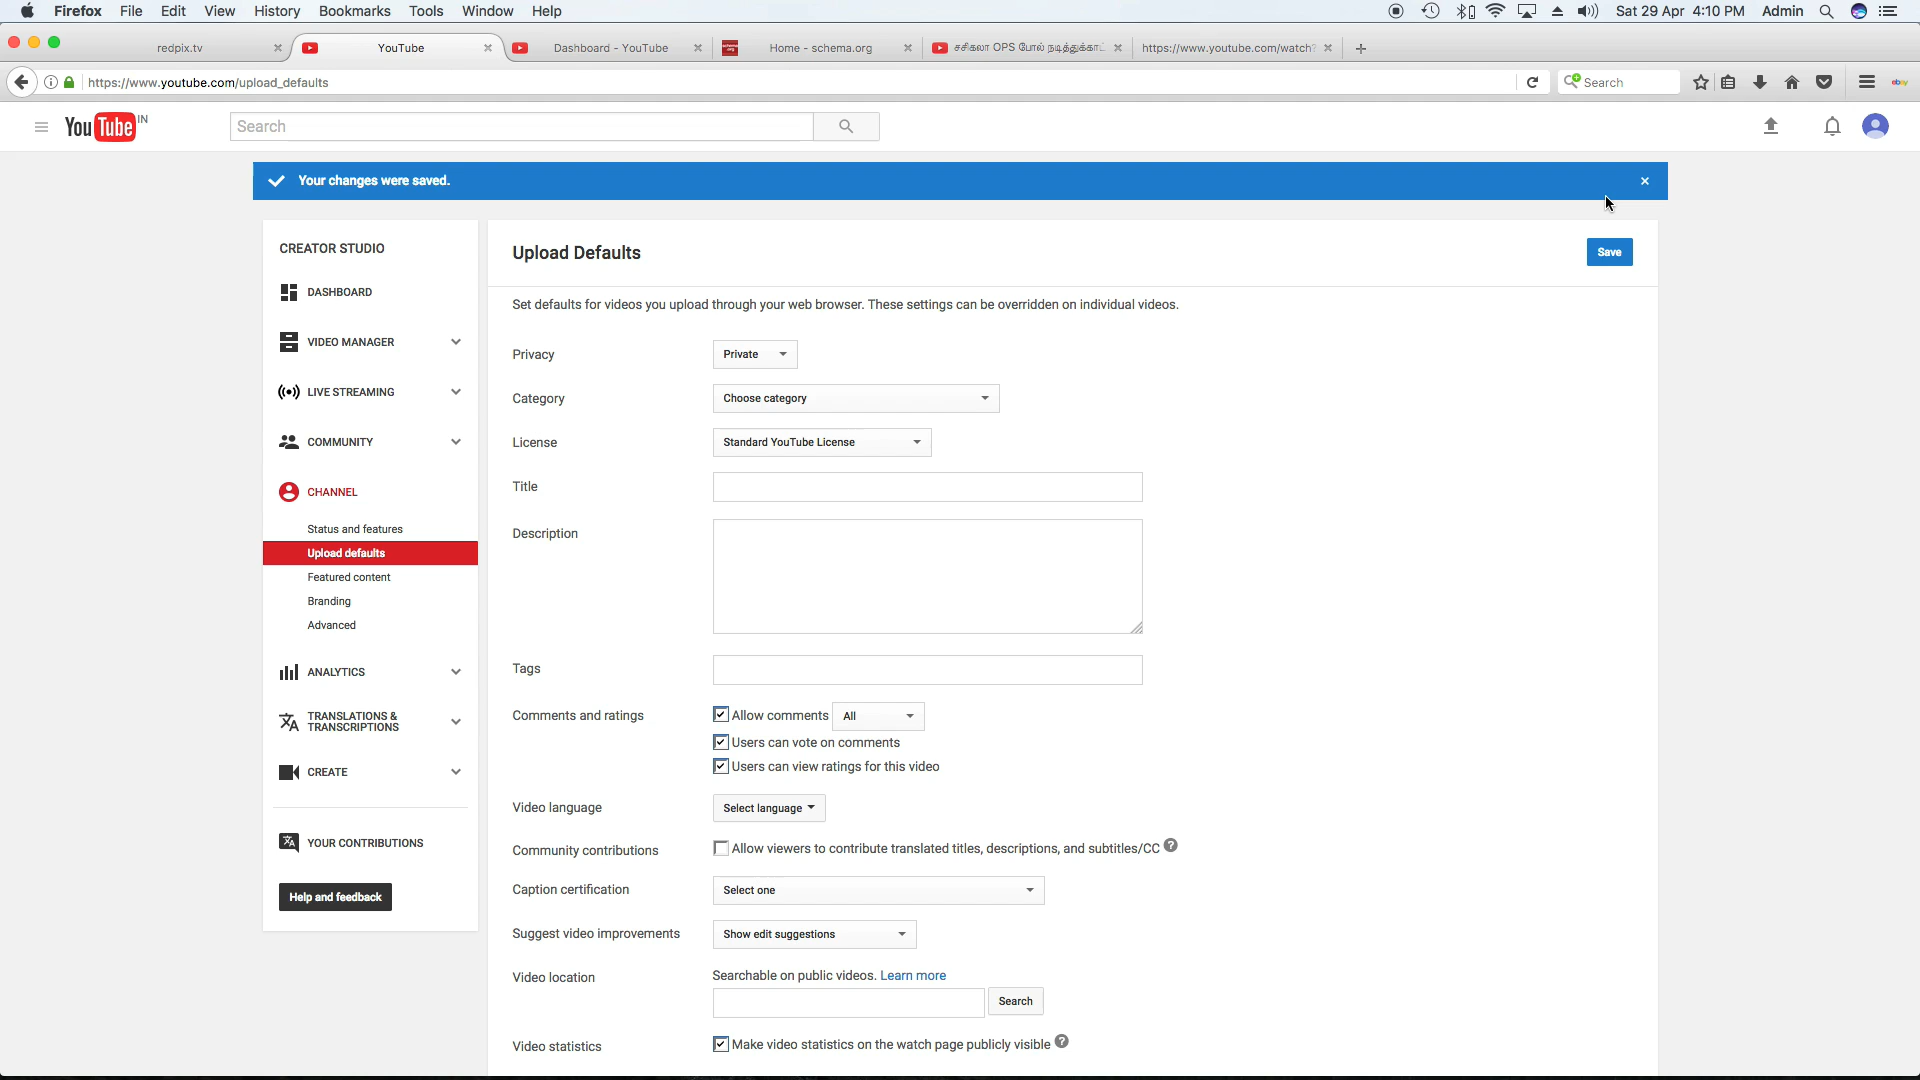 Firefox File Edit View History Bookmarks Tools Window Help Sat 29 Apr 4:10 PM Admin
redpix.tv YouTube Dashboard - YouTube Home - schema.org சசிகலா OPS போல் நடித்துக்காட் https://www.youtube.com/watch?
https://www.youtube.com/upload_defaults Search ebay
YouTube IN Search
Your changes were saved.
CREATOR STUDIO
DASHBOARD
VIDEO MANAGER
LIVE STREAMING
COMMUNITY
CHANNEL
Status and features
Upload defaults
Featured content
Branding
Advanced
ANALYTICS
TRANSLATIONS &
TRANSCRIPTIONS
CREATE
YOUR CONTRIBUTIONS
Help and feedback
Upload Defaults Save
Set defaults for videos you upload through your web browser. These settings can be overridden on individual videos.
Privacy Private
Category Choose category
License Standard YouTube License
Title
Description
Tags
Comments and ratings Allow comments All
Users can vote on comments
Users can view ratings for this video
Video language Select language
Community contributions Allow viewers to contribute translated titles, descriptions, and subtitles/CC ?
Caption certification Select one
Suggest video improvements Show edit suggestions
Video location Searchable on public videos. Learn more
Search
Video statistics Make video statistics on the watch page publicly visible ?